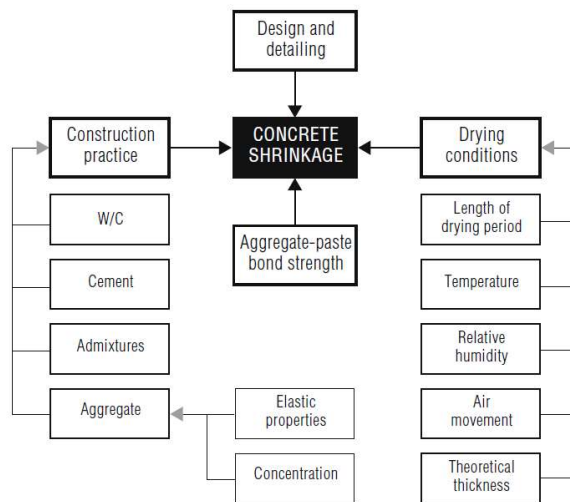 Design and
detailing
Construction
practice
CONCRETE
SHRINKAGE
Drying
conditions
W/C
Length of
drying period
Aggregate-paste
bond strength
Cement
Temperature
Admixtures
Relative
humidity
Aggregate
Elastic
properties
Air
movement
Concentration
Theoretical
thickness